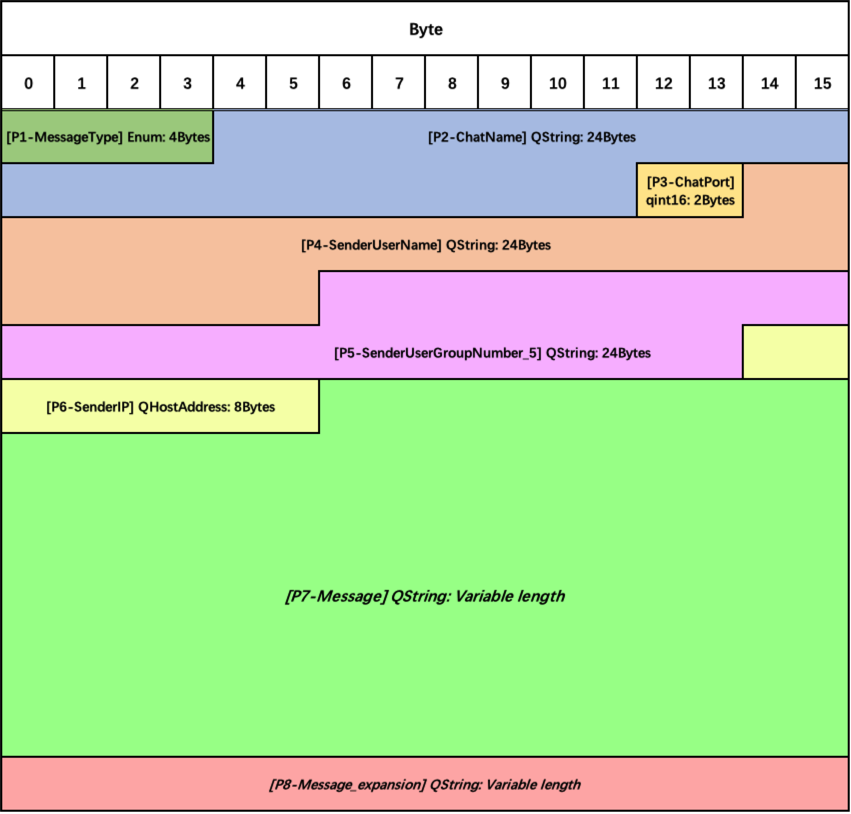 Byte
0 1 2 3 4 5 6 7 8 9 10 11 12 13 14 15
[P1-MessageType] Enum: 4Bytes
[P2-ChatName] QString: 24Bytes
[P3-ChatPort]
qint16: 2Bytes
[P4-SenderUserName] QString: 24Bytes
[P5-SenderUserGroupNumber_5] QString: 24Bytes
[P6-SenderIP] QHostAddress: 8Bytes
[P7-Message] QString: Variable length
[P8-Message_expansion] QString: Variable length